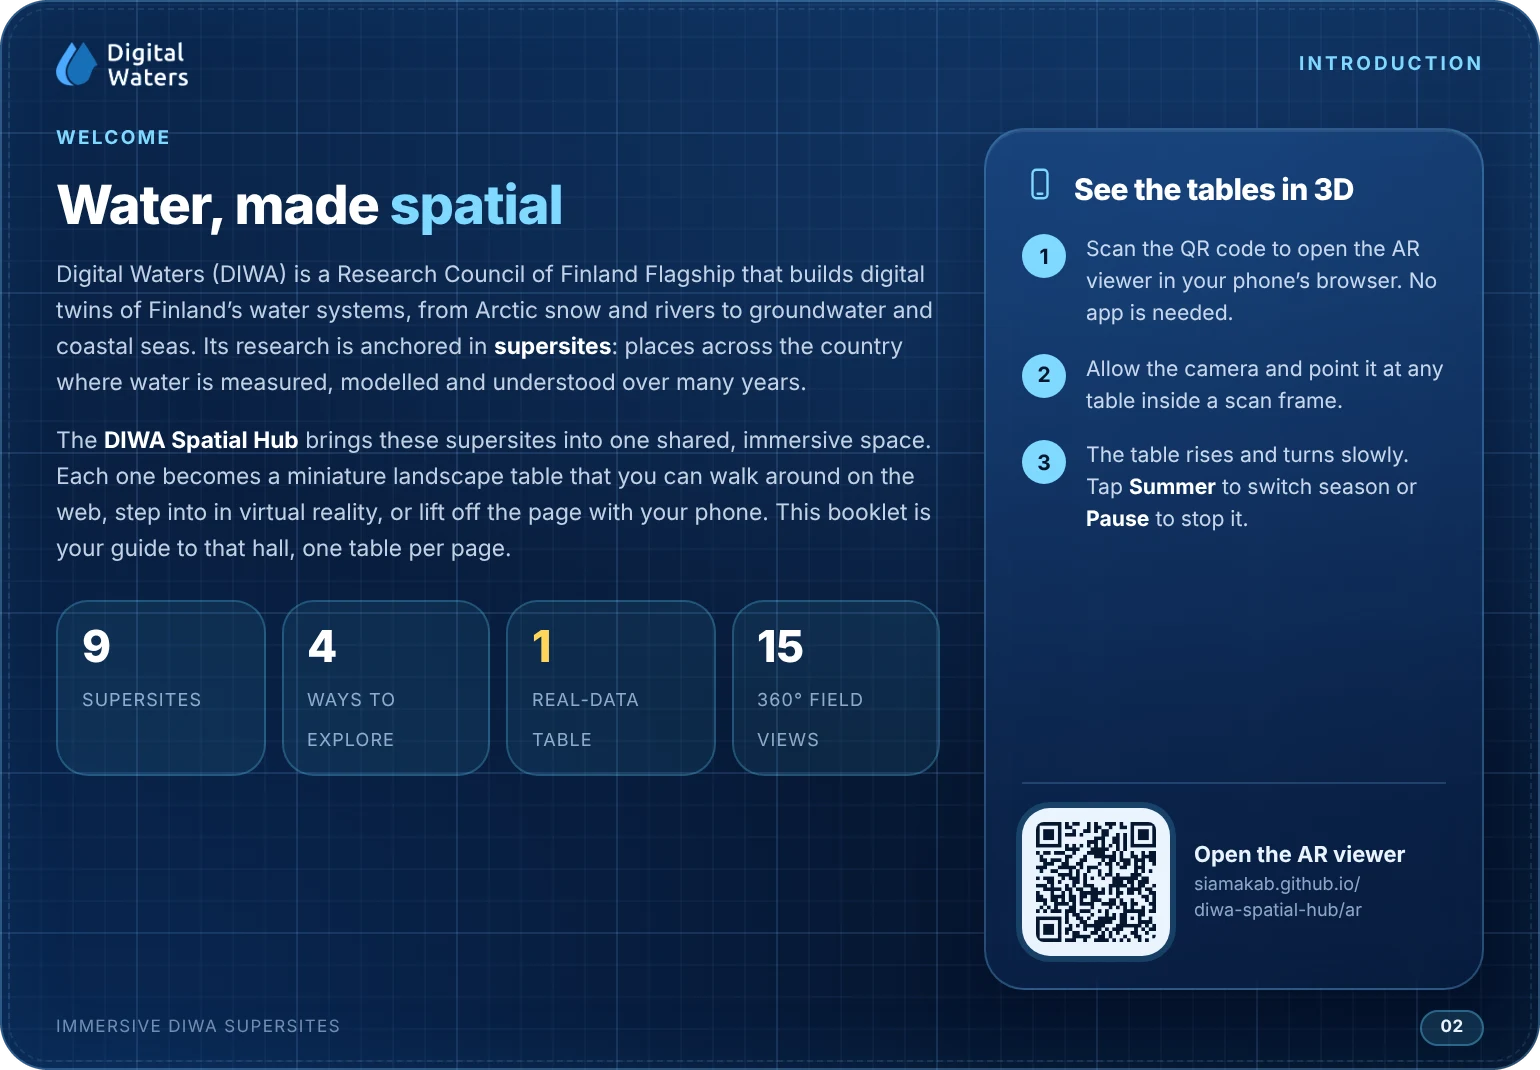 Digital
Waters
INTRODUCTION
WELCOME
Water, made spatial
Digital Waters (DIWA) is a Research Council of Finland Flagship that builds digital
twins of Finland’s water systems, from Arctic snow and rivers to groundwater and
coastal seas. Its research is anchored in supersites: places across the country
where water is measured, modelled and understood over many years.
The DIWA Spatial Hub brings these supersites into one shared, immersive space.
Each one becomes a miniature landscape table that you can walk around on the
web, step into in virtual reality, or lift off the page with your phone. This booklet is
your guide to that hall, one table per page.
9
SUPERSITES
4
WAYS TO
EXPLORE
1
REAL-DATA
TABLE
15
360° FIELD
VIEWS
See the tables in 3D
1
Scan the QR code to open the AR
viewer in your phone’s browser. No
app is needed.
2
Allow the camera and point it at any
table inside a scan frame.
3
The table rises and turns slowly.
Tap Summer to switch season or
Pause to stop it.
Open the AR viewer
siamakab.github.io/
diwa-spatial-hub/ar
IMMERSIVE DIWA SUPERSITES
02